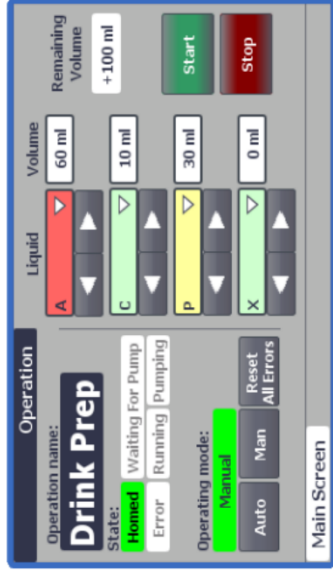 Operation
Operation name:
Drink Prep
State:
Homed Waiting For Pump
Error Running Pumping
Operating mode:
Manual
Auto Man Reset
All Errors
Liquid Volume
A 60 ml
C 10 ml
P 30 ml
X 0 ml
Remaining
Volume
+100 ml
Start
Stop
Main Screen